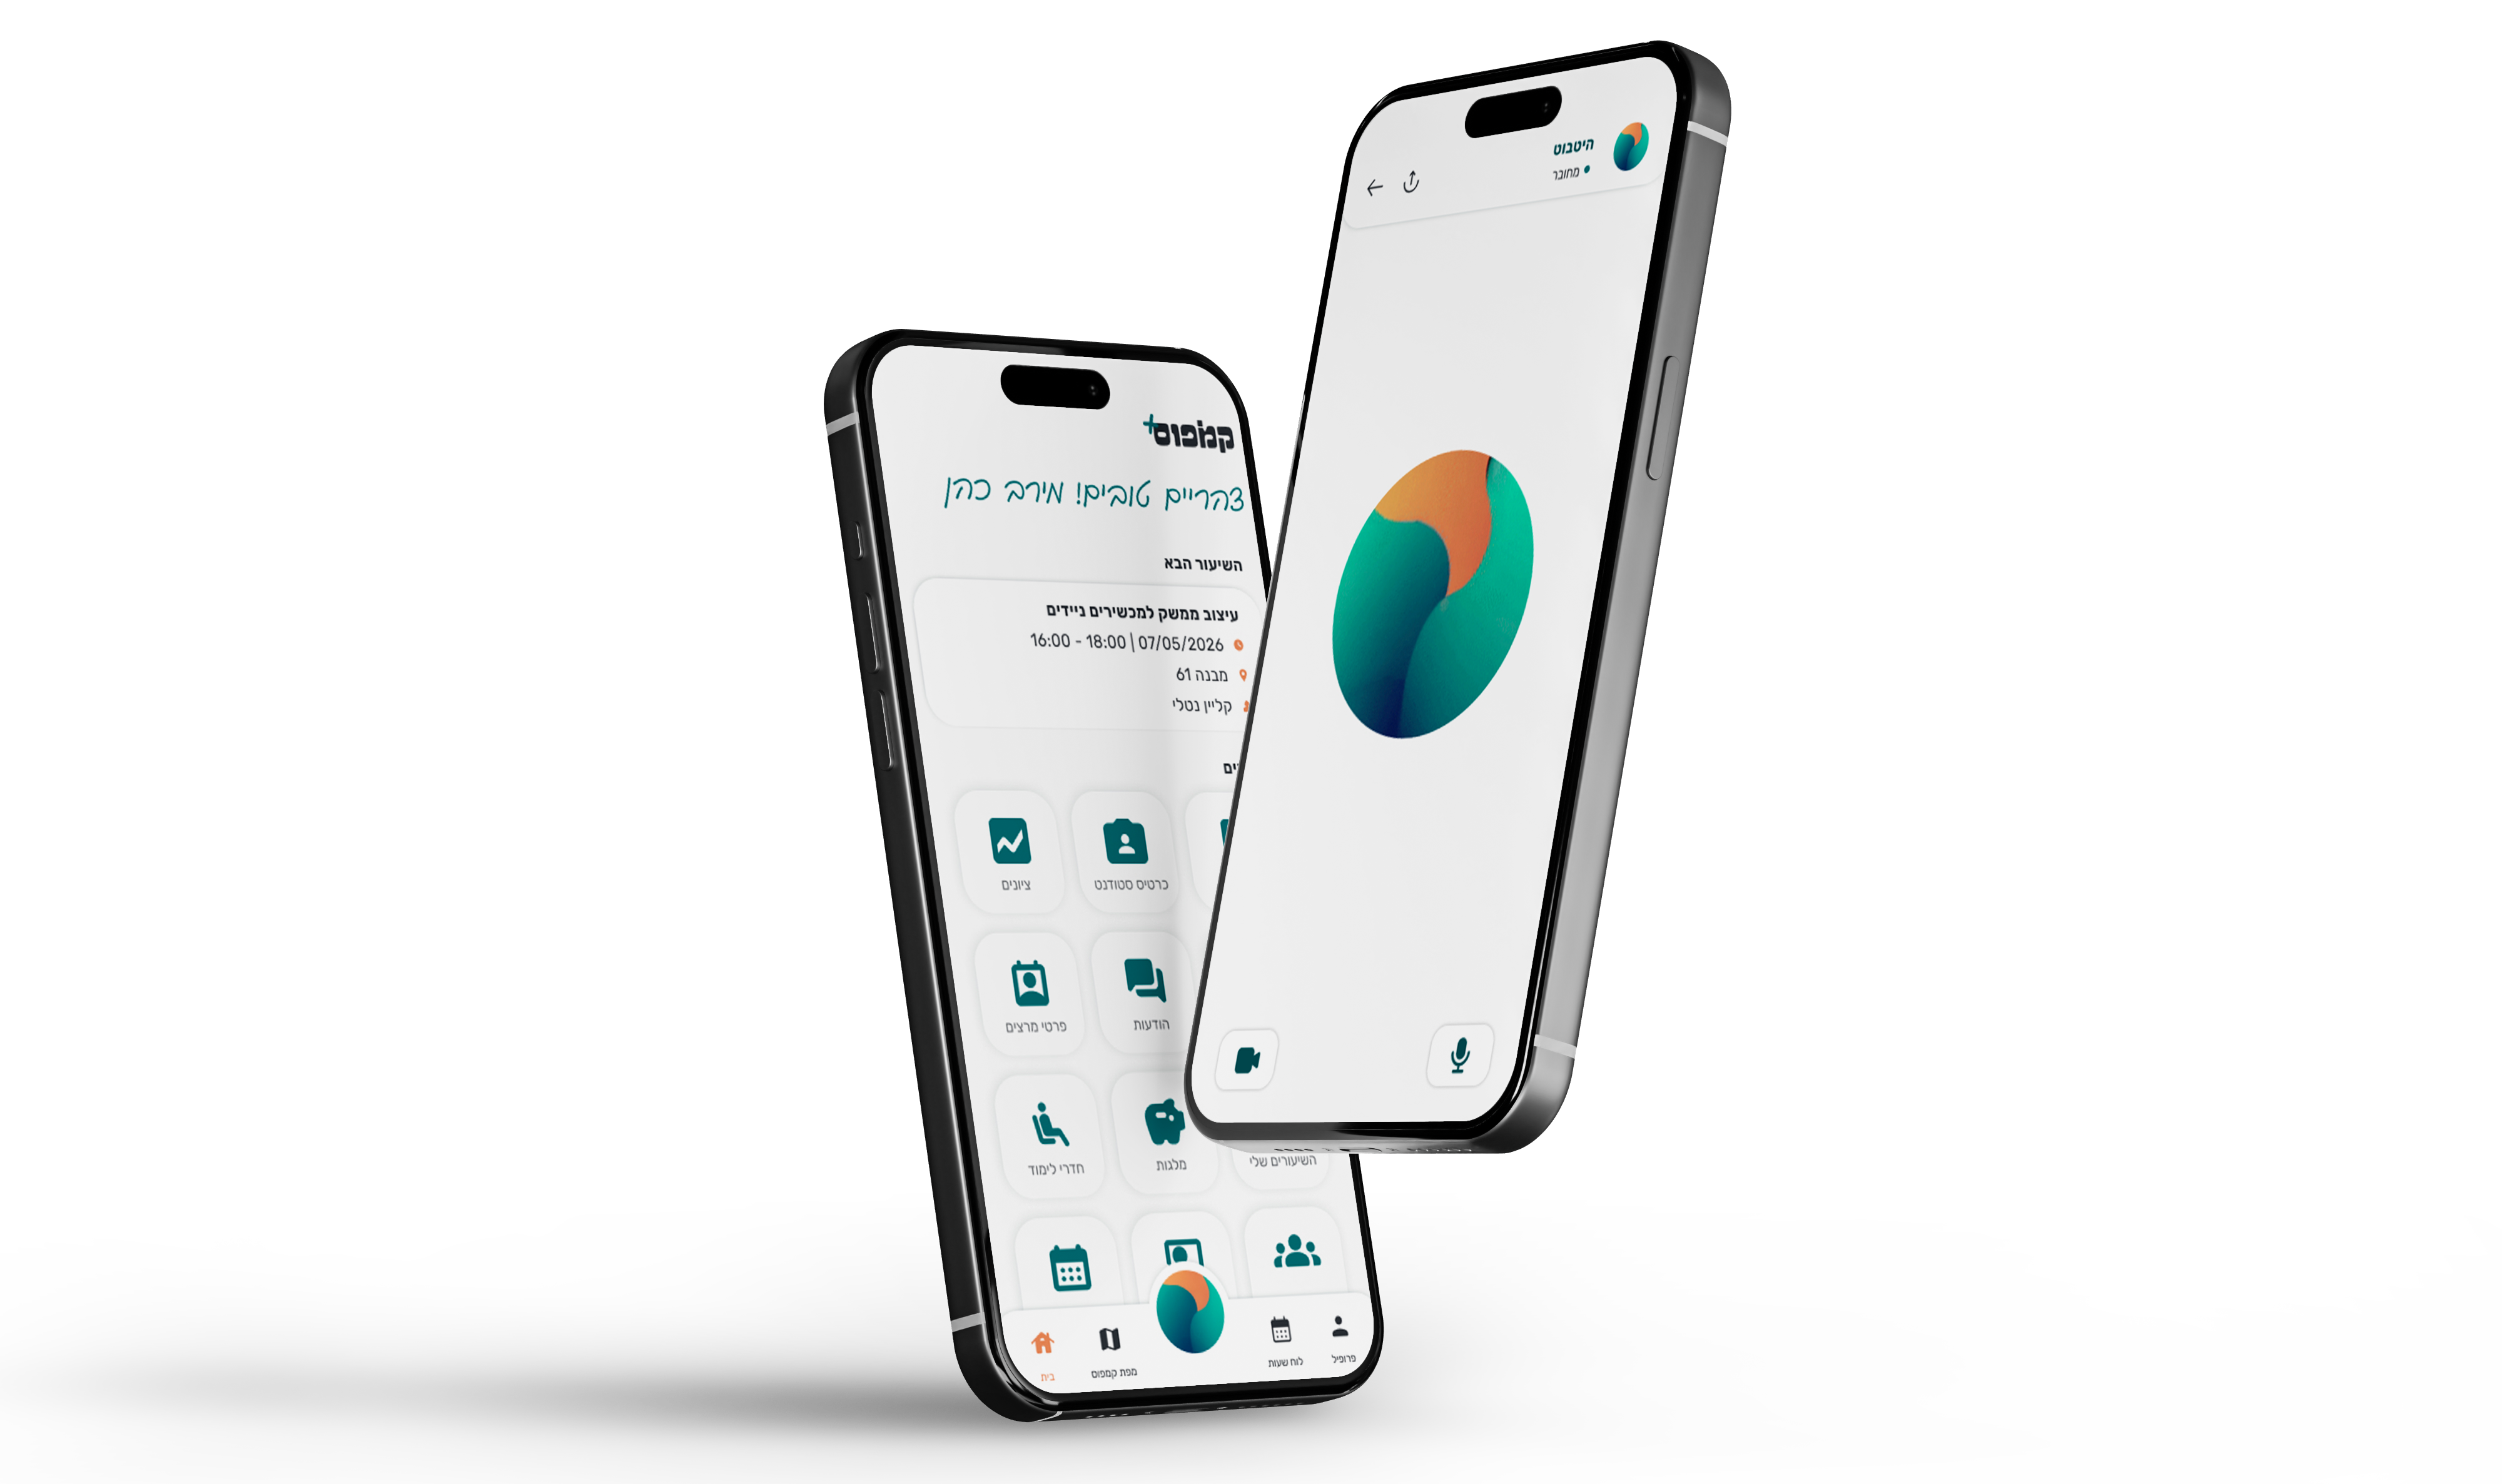 היטבוט
מחובר
קמפוס+
צהריים טובים! מירב כהן
השיעור הבא
עיצוב ממשק למכשירים ניידים
16:00 - 18:00 | 07/05/2026
מבנה 61
קליין נטלי
כרטיס סטודנט
ציונים
הודעות
פרטי מרצים
השיעורים שלי
מלגות
חדרי לימוד
פרופיל
לוח שעות
מפת קמפוס
בית